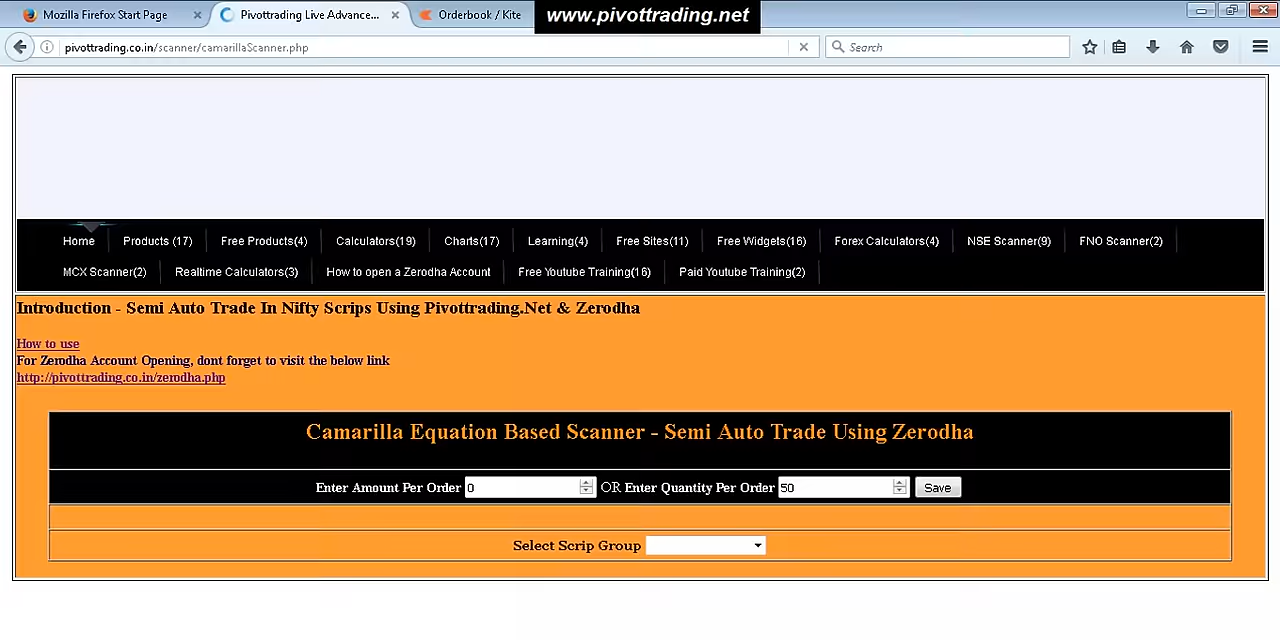 Mozilla Firefox Start Page
Pivottrading Live Advance...
Orderbook / Kite
www.pivottrading.net
pivottrading.co.in/scanner/camarillaScanner.php
Search
Home
Products (17)
Free Products(4)
Calculators(19)
Charts(17)
Learning(4)
Free Sites(11)
Free Widgets(16)
Forex Calculators(4)
NSE Scanner(9)
FNO Scanner(2)
MCX Scanner(2)
Realtime Calculators(3)
How to open a Zerodha Account
Free Youtube Training(16)
Paid Youtube Training(2)
Introduction - Semi Auto Trade In Nifty Scrips Using Pivottrading.Net & Zerodha
How to use
For Zerodha Account Opening, dont forget to visit the below link
http://pivottrading.co.in/zerodha.php
Camarilla Equation Based Scanner - Semi Auto Trade Using Zerodha
Enter Amount Per Order 0 OR Enter Quantity Per Order 50 Save
Select Scrip Group